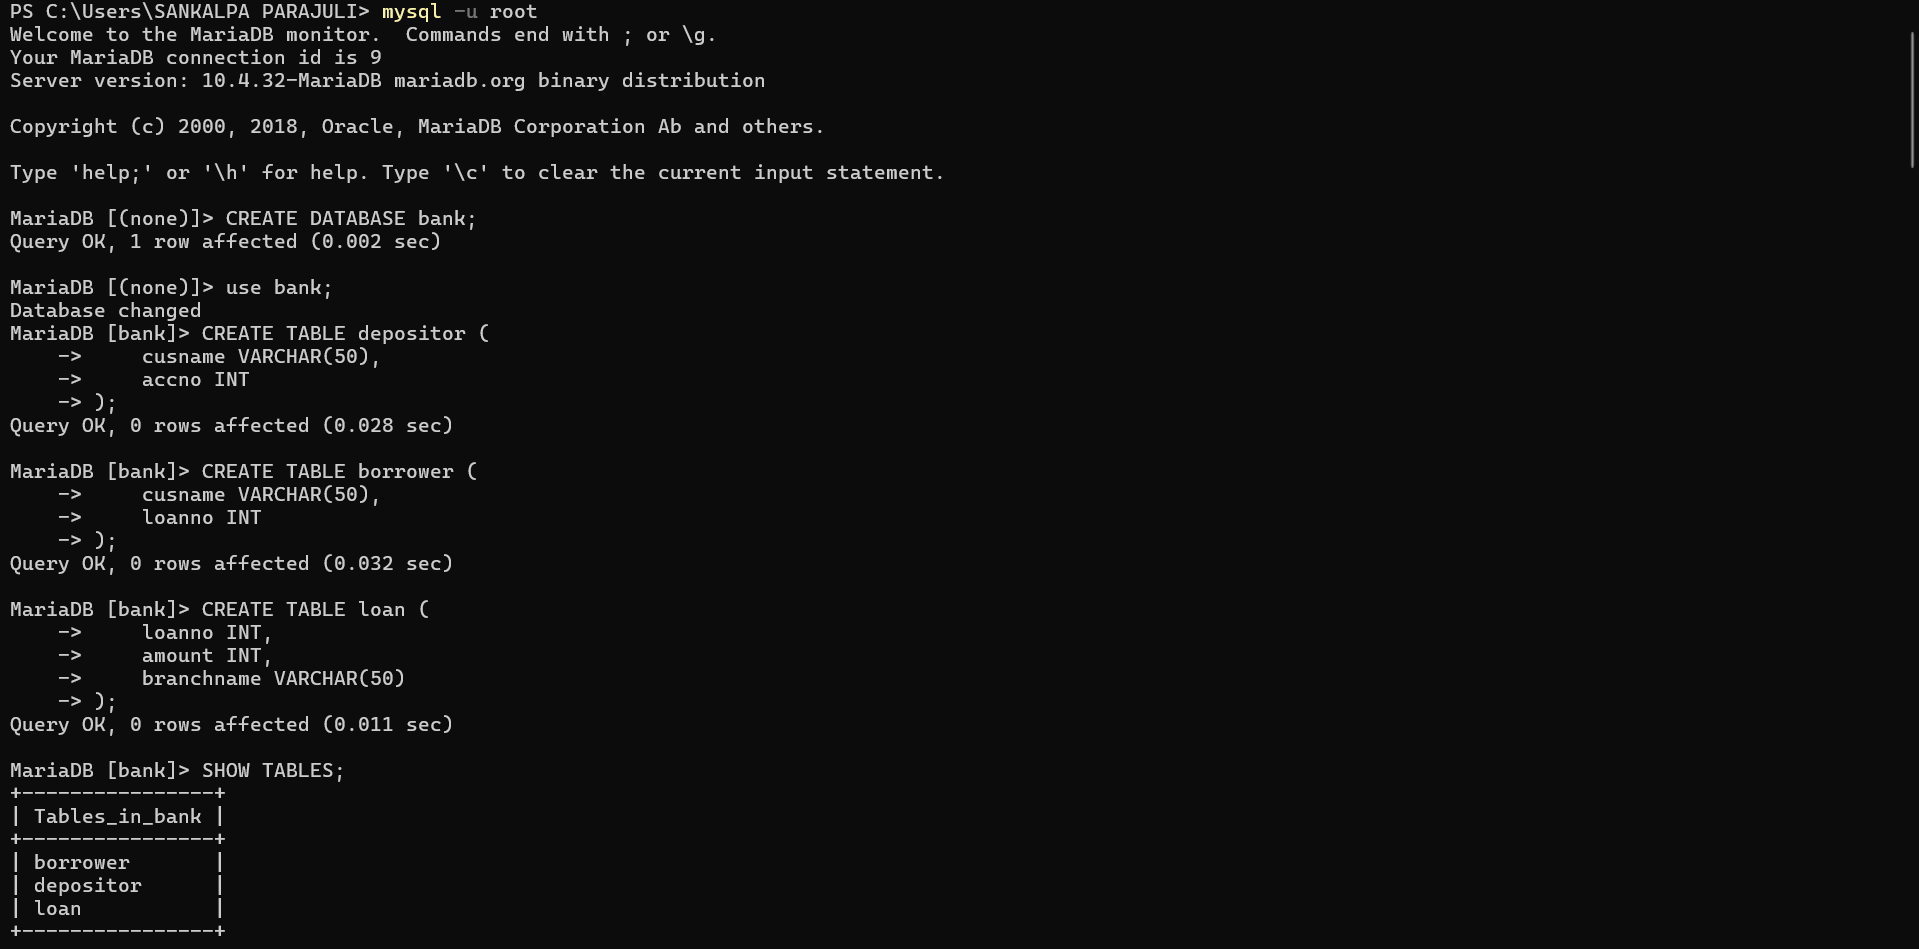 PS C:\Users\SANKALPA PARAJULI> mysql -u root
Welcome to the MariaDB monitor.  Commands end with ; or \g.
Your MariaDB connection id is 9
Server version: 10.4.32-MariaDB mariadb.org binary distribution

Copyright (c) 2000, 2018, Oracle, MariaDB Corporation Ab and others.

Type 'help;' or '\h' for help. Type '\c' to clear the current input statement.

MariaDB [(none)]> CREATE DATABASE bank;
Query OK, 1 row affected (0.002 sec)

MariaDB [(none)]> use bank;
Database changed
MariaDB [bank]> CREATE TABLE depositor (
    ->     cusname VARCHAR(50),
    ->     accno INT
    -> );
Query OK, 0 rows affected (0.028 sec)

MariaDB [bank]> CREATE TABLE borrower (
    ->     cusname VARCHAR(50),
    ->     loanno INT
    -> );
Query OK, 0 rows affected (0.032 sec)

MariaDB [bank]> CREATE TABLE loan (
    ->     loanno INT,
    ->     amount INT,
    ->     branchname VARCHAR(50)
    -> );
Query OK, 0 rows affected (0.011 sec)

MariaDB [bank]> SHOW TABLES;
+----------------+
| Tables_in_bank |
+----------------+
| borrower       |
| depositor      |
| loan           |
+----------------+